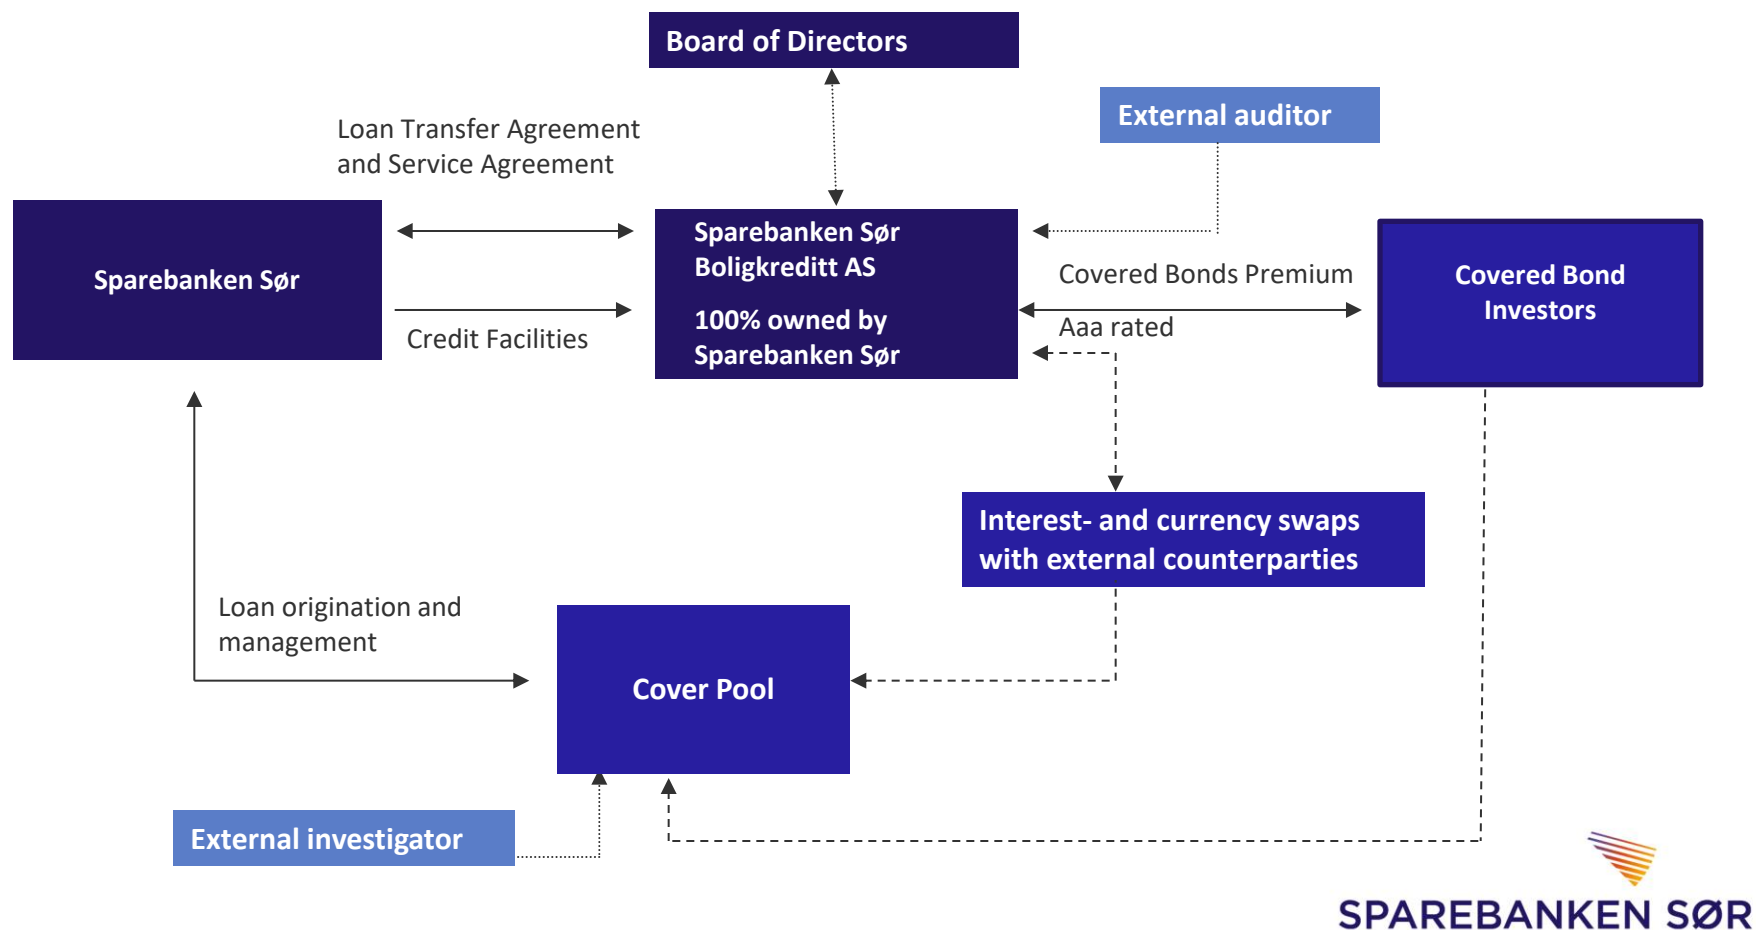 Board of Directors
External auditor
Loan Transfer Agreement
and Service Agreement
Sparebanken Sør
Sparebanken Sør
Boligkreditt AS
100% owned by
Sparebanken Sør
Covered Bonds Premium
Aaa rated
Covered Bond
Investors
Credit Facilities
Interest- and currency swaps
with external counterparties
Loan origination and
management
Cover Pool
External investigator
SPAREBANKEN SØR